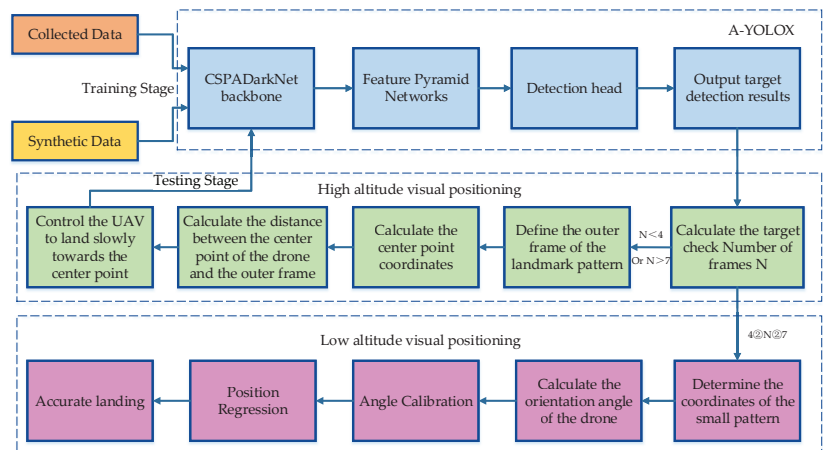 Collected Data
A-YOLOX
CSPADarkNet
backbone
Feature Pyramid
Networks
Detection head
Output target
detection results
Training Stage
Synthetic Data
Testing Stage
High altitude visual positioning
Control the UAV
to land slowly
towards the
center point
Calculate the distance
between the center
point of the drone
and the outer frame
Calculate the
center point
coordinates
Define the outer
frame of the
landmark pattern
N<4
Or N>7
Calculate the target
check Number of
frames N
4②N②7
Low altitude visual positioning
Accurate landing
Position
Regression
Angle Calibration
Calculate the
orientation angle
of the drone
Determine the
coordinates of the
small pattern